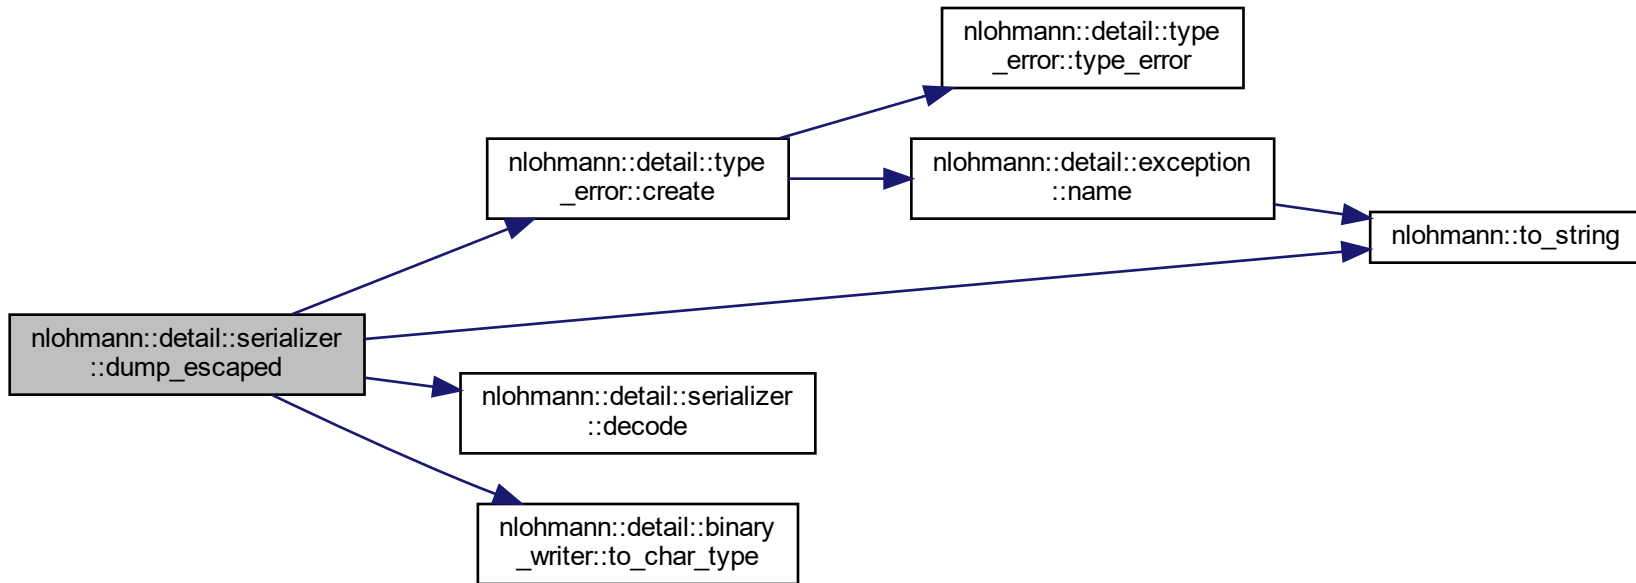 nlohmann::detail::type
_error::type_error
nlohmann::detail::type
_error::create
nlohmann::detail::exception
::name
nlohmann::to_string
nlohmann::detail::serializer
::dump_escaped
nlohmann::detail::serializer
::decode
nlohmann::detail::binary
_writer::to_char_type